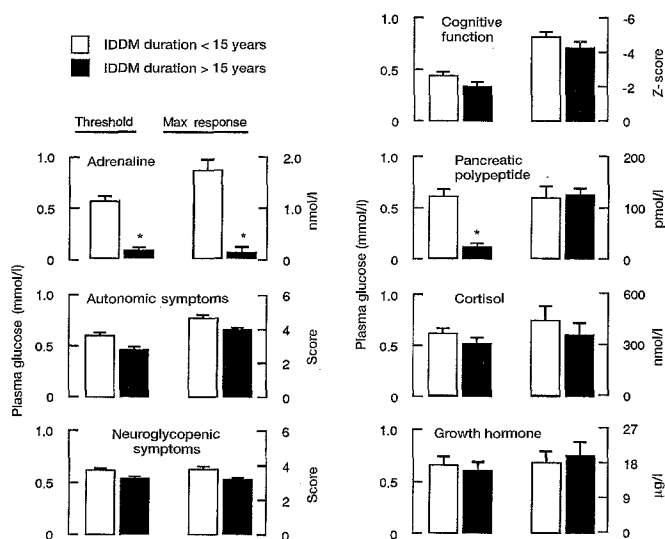 IDDM duration < 15 years
IDDM duration > 15 years
Threshold
Max response
Adrenaline
1.0
0.5
0
*
*
2.0
1.0
0
nmol/l
Autonomic symptoms
1.0
0.5
0
6
4
2
0
Score
Neuroglycopenic
symptoms
1.0
0.5
0
6
4
2
0
Score
Plasma glucose (mmol/l)
Cognitive
function
1.0
0.5
0
-6
-4
-2
0
Z-score
Pancreatic
polypeptide
1.0
0.5
0
*
200
100
0
pmol/l
Cortisol
1.0
0.5
0
600
300
0
nmol/l
Growth hormone
1.0
0.5
0
27
18
9
0
µg/l
Plasma glucose (mmol/l)